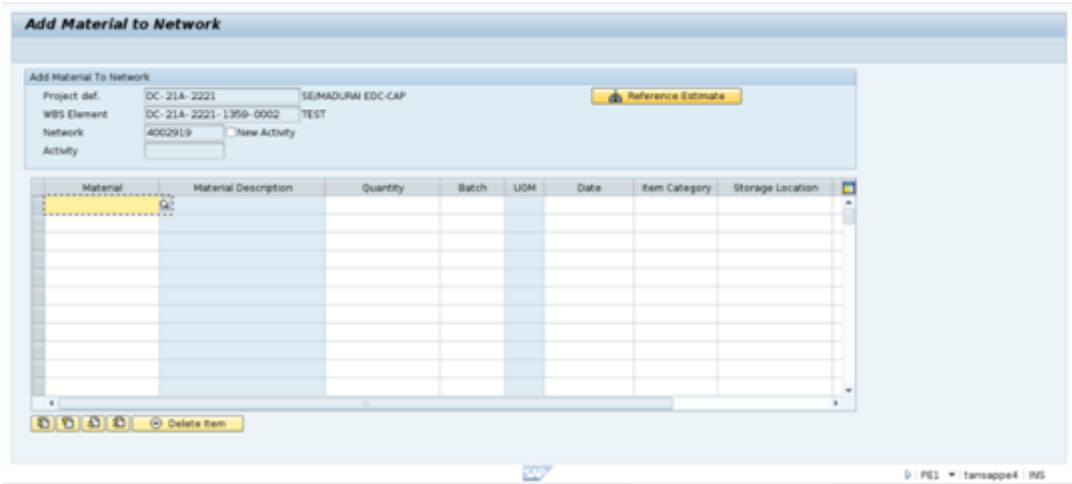 Add Material to Network
Add Material To Network
Project def. DC-21A-2221 SE/MADURAI EDC-CAP Reference Estimate
WBS Element DC-21A-2221-1359-0002 TEST
Network 4002919 New Activity
Activity
Material Material Description Quantity Batch UOM Date Item Category Storage Location
Delete Item
SAP PE1 tansappe4 INS